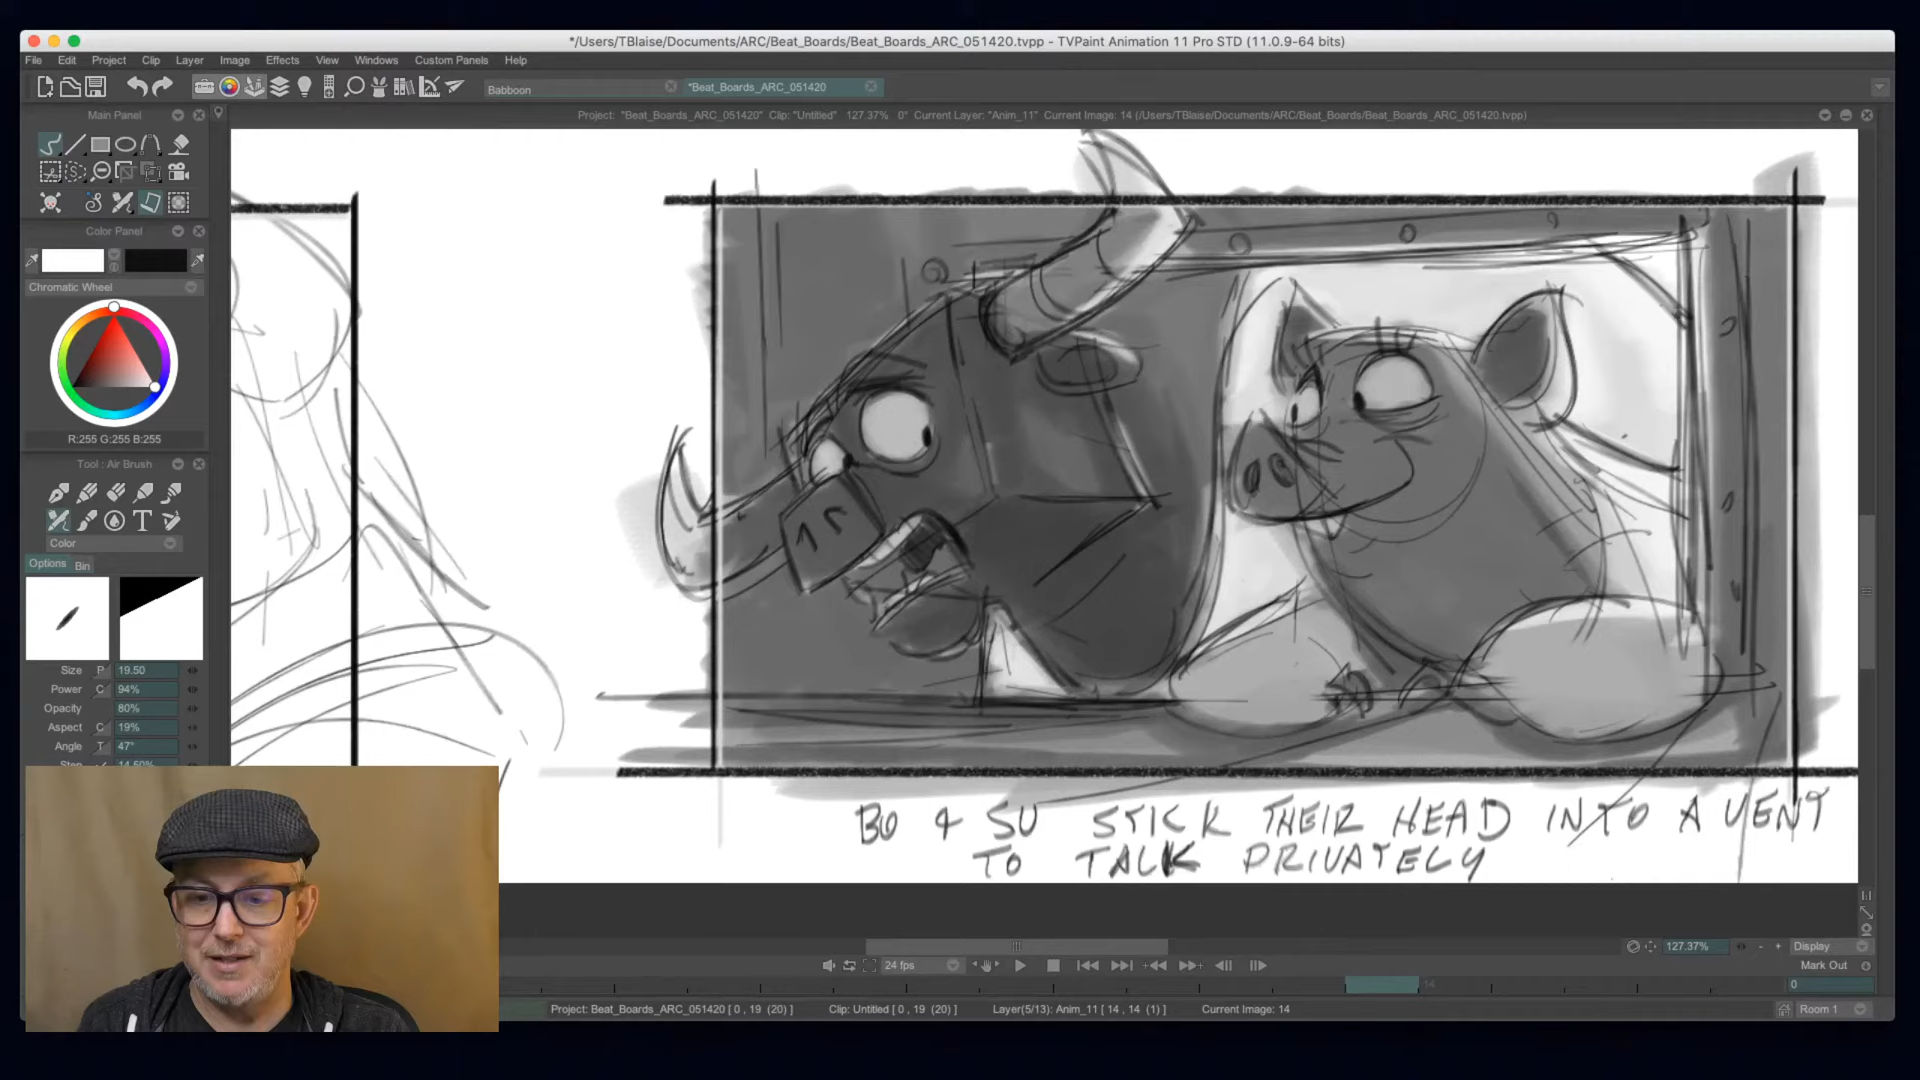 */Users/TBlaise/Documents/ARC/Beat_Boards/Beat_Boards_ARC_051420.tvpp - TVPaint Animation 11 Pro STD (11.0.9-64 bits)
File Edit Project Clip Layer Image Effects View Windows Custom Panels Help
Babboon
*Beat_Boards_ARC_051420
Main Panel
Project: "Beat_Boards_ARC_051420" Clip: "Untitled" 127.37% 0° Current Layer: "Anim_11" Current Image: 14 (/Users/TBlaise/Documents/ARC/Beat_Boards/Beat_Boards_ARC_051420.tvpp)
Color Panel
Chromatic Wheel
R:255 G:255 B:255
Tool : Air Brush
Color
Options Bin
Size P 19.50
Power C 94%
Opacity 80%
Aspect C 19%
Angle T 47°
Step 14.50%
BO & SU STICK THEIR HEAD INTO A VENT
TO TALK PRIVATELY
127.37% - + Display
24 fps
Mark Out
14
0
Project: Beat_Boards_ARC_051420 [ 0 , 19 (20) ] Clip: Untitled [ 0 , 19 (20) ] Layer(5/13): Anim_11 [ 14 , 14 (1) ] Current Image: 14
Room 1